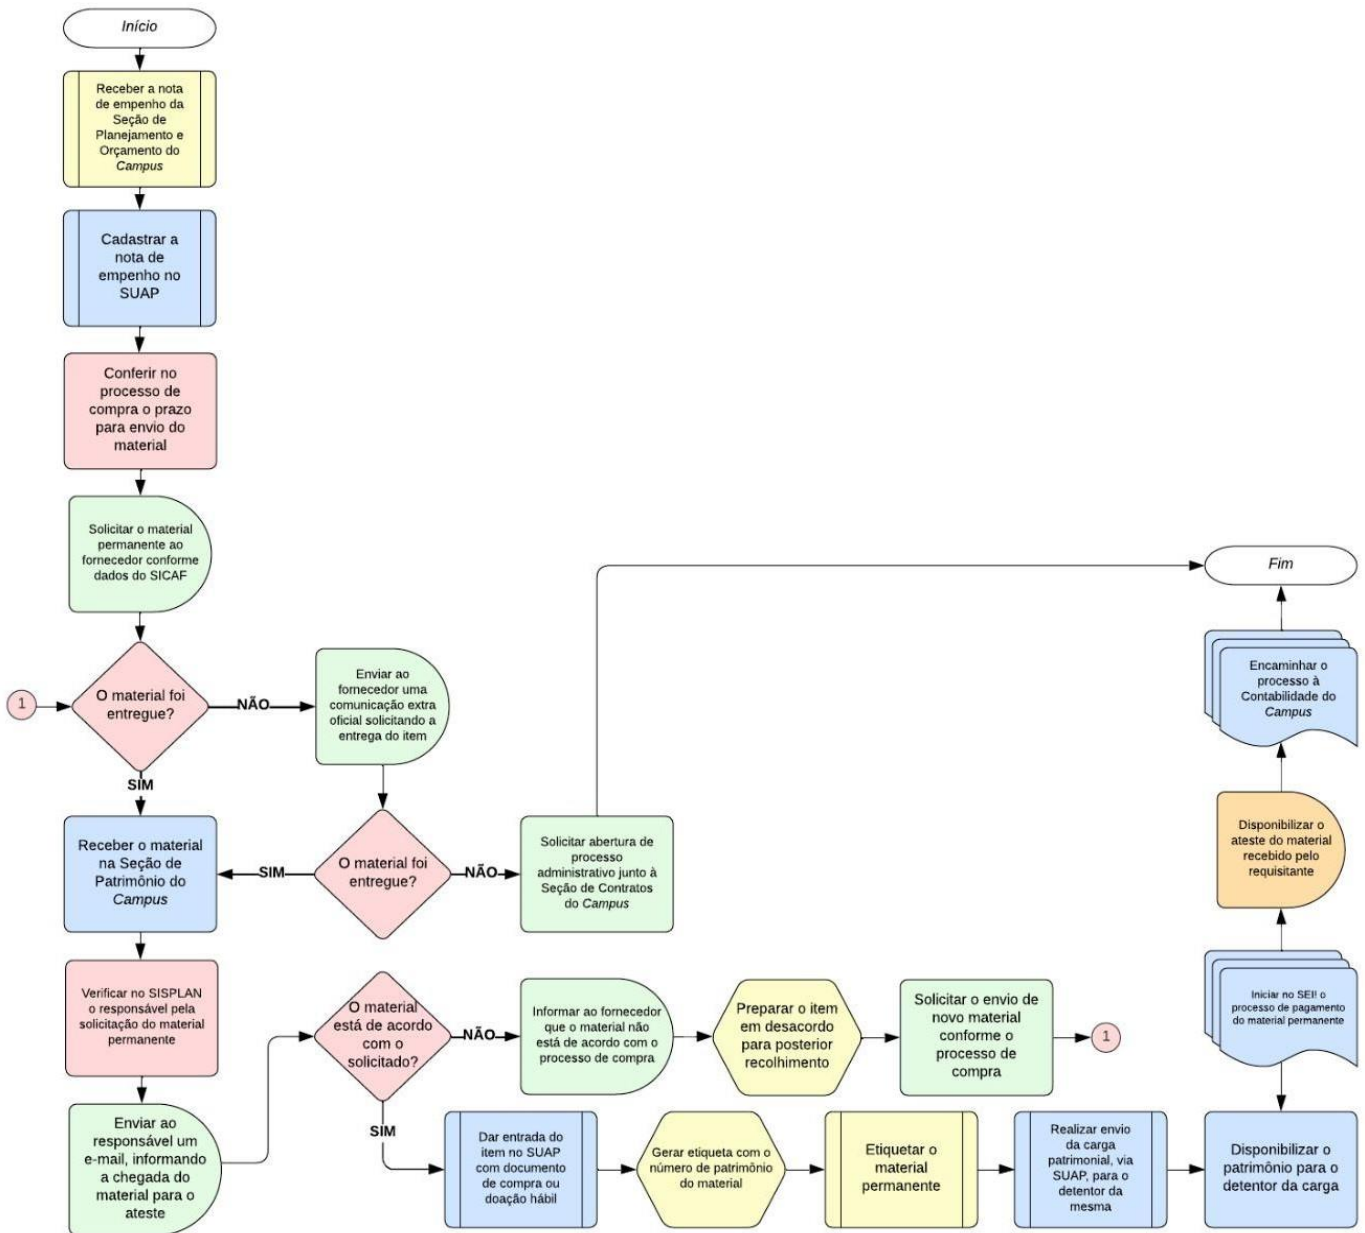 Início
Receber a nota
de empenho da
Seção de
Planejamento e
Orçamento do
Campus
Cadastrar a
nota de
empenho no
SUAP
Conferir no
processo de
compra o prazo
para envio do
material
Solicitar o material
permanente ao
fornecedor conforme
dados do SICAF
1
O material foi
entregue?
NÃO
Enviar ao
fornecedor uma
comunicação extra
oficial solicitando a
entrega do item
SIM
Receber o material
na Seção de
Patrimônio do
Campus
SIM
O material foi
entregue?
NÃO
Solicitar abertura de
processo
administrativo junto à
Seção de Contratos
do Campus
Fim
Encaminhar o
processo à
Contabilidade do
Campus
Disponibilizar o
ateste do material
recebido pelo
requisitante
Iniciar no SEI! o
processo de pagamento
do material permanente
Verificar no SISPLAN
o responsável pela
solicitação do material
permanente
O material
está de acordo
com o
solicitado?
NÃO
Informar ao fornecedor
que o material não
está de acordo com o
processo de compra
Preparar o item
em desacordo
para posterior
recolhimento
Solicitar o envio de
novo material
conforme o
processo de
compra
1
Enviar ao
responsável um
e-mail, informando
a chegada do
material para o
ateste
SIM
Dar entrada do
item no SUAP
com documento
de compra ou
doação hábil
Gerar etiqueta com o
número de patrimônio
do material
Etiquetar o
material
permanente
Realizar envio
da carga
patrimonial, via
SUAP, para o
detentor da
mesma
Disponibilizar o
patrimônio para o
detentor da carga